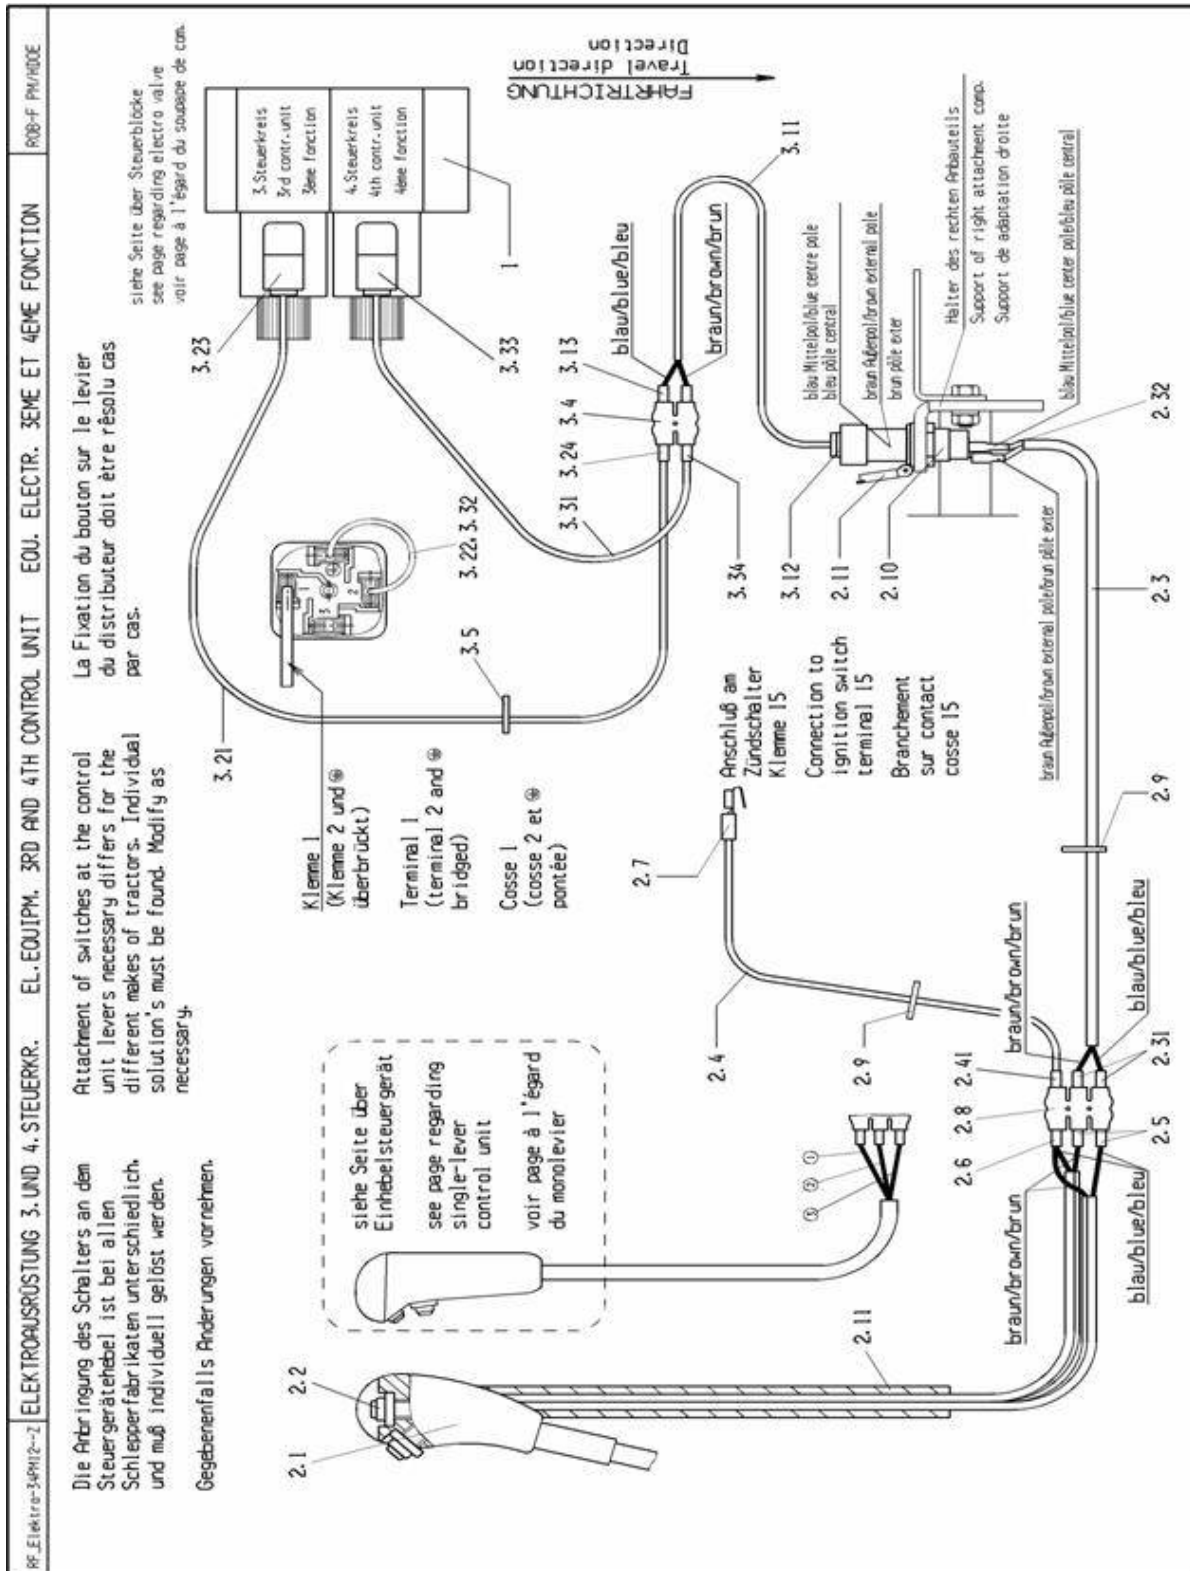 RF_Elektro-34PM12--Z
ELEKTROAUSRÜSTUNG 3.UND 4.STEUERKR.
EL.EQUIPM. 3RD AND 4TH CONTROL UNIT
EQU. ELECTR. 3EME ET 4EME FONCTION
ROB-F PM/HDOE
Die Anbringung des Schalters an dem
Steuergerätehebel ist bei allen
Schlepperfabrikaten unterschiedlich.
und muß individuell gelöst werden.
Gegebenenfalls Änderungen vornehmen.
Attachment of switches at the control
unit levers necessary differs for the
different makes of tractors. Individual
solution's must be found. Modify as
necessary.
La Fixation du bouton sur le levier
du distributeur doit être résolu cas
par cas.
siehe Seite über Steuerblöcke
see page regarding electro valve
voir page à l'égard du soupape de com.
3.Steuerkreis
3rd contr.-unit
3ème fonction
4.Steuerkreis
4th contr.-unit
4ème fonction
FAHRTRICHTUNG
Travel direction
Direction
1
3.23
3.33
3.21
3.22,3.32
1
2
3
3.5
3.31
3.24
3.4
3.13
3.34
blau/blue/bleu
braun/brown/brun
3.11
Klemme 1
(Klemme 2 und ⏚
überbrückt)
Terminal 1
(terminal 2 and ⏚
bridged)
Cosse 1
(cosse 2 et ⏚
pontée)
siehe Seite über
Einhebelsteuergerät
see page regarding
single-lever
control unit
voir page à l'égard
du monolevier
2.1
2.2
2.11
③
②
①
2.4
2.7
2.9
Anschluß am
Zündschalter
Klemme 15
Connection to
ignition switch
terminal 15
Branchement
sur contact
cosse 15
3.12
2.11
2.10
blau Mittelpol/blue centre pole
bleu pôle central
braun Außenpol/brown external pole
brun pôle exter
Halter des rechten Anbauteils
Support of right attachment comp.
Support de adaptation droite
blau Mittelpol/blue center pole/bleu pôle central
2.32
braun Außenpol/brown external pole/brun pôle exter
2.3
2.9
braun/brown/brun
blau/blue/bleu
2.6
2.8
2.41
2.5
2.31
braun/brown/brun
blau/blue/bleu